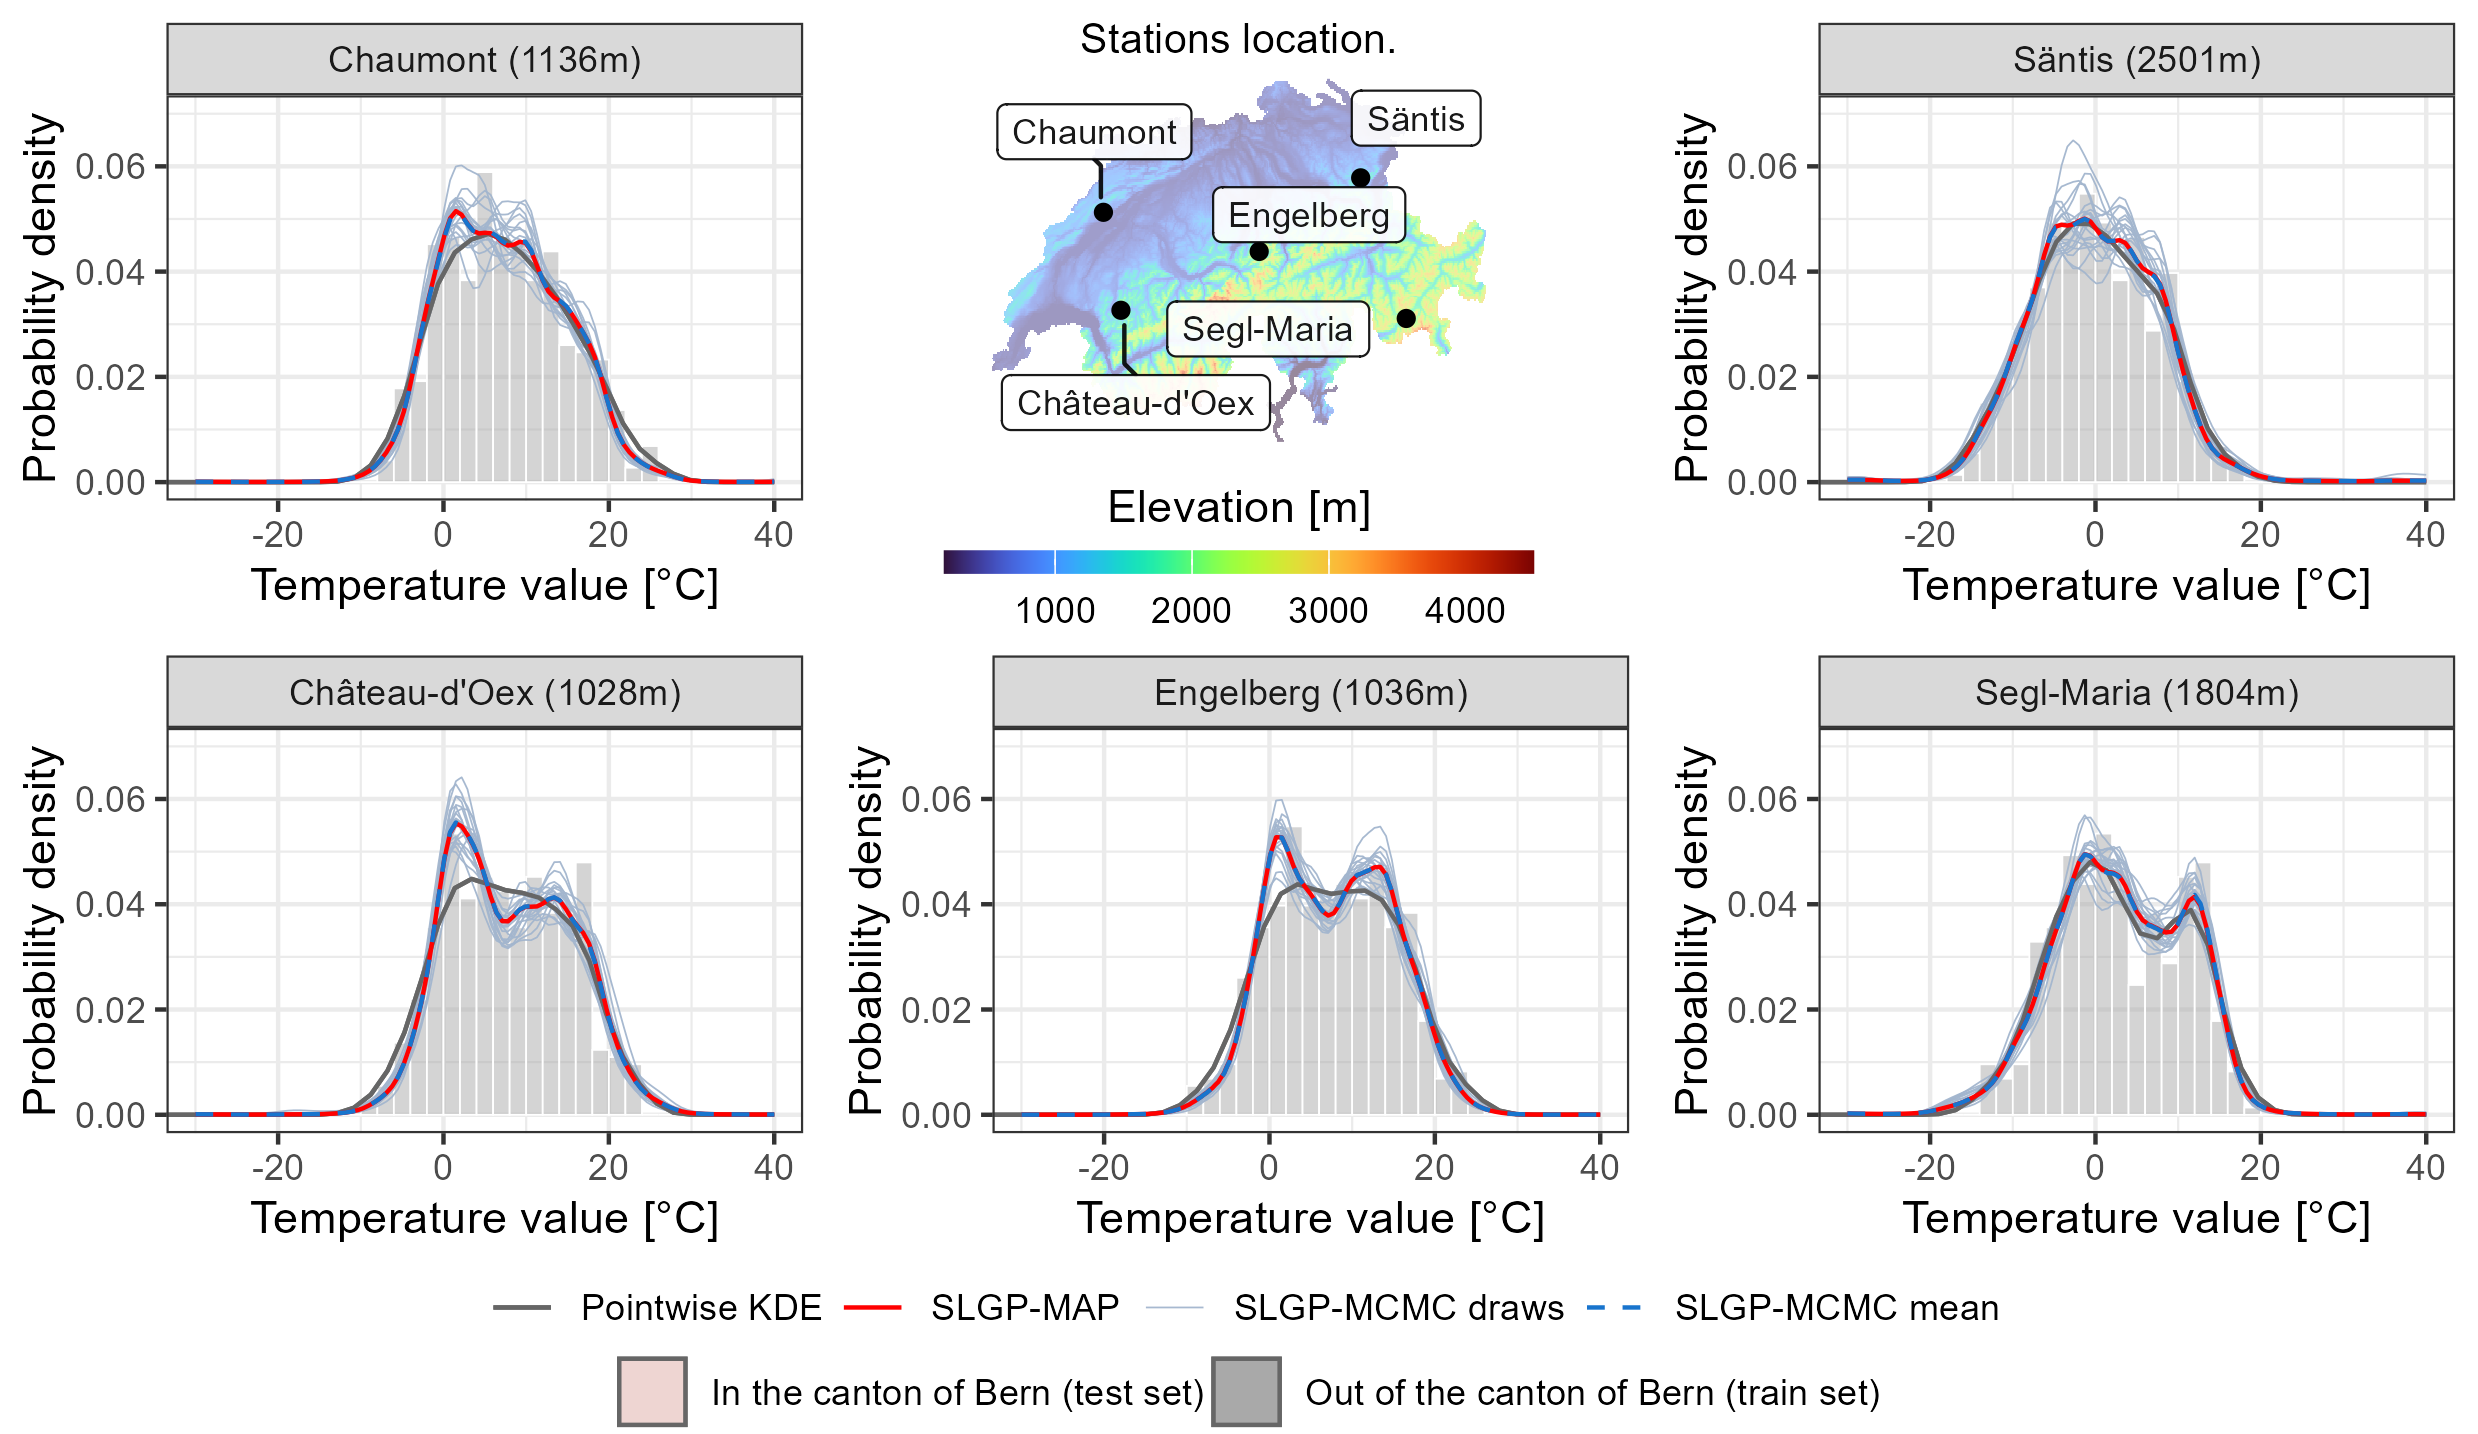 Chaumont (1136m)
Probability density
0.06
0.04
0.02
0.00
-20 0 20 40
Temperature value [°C]
Stations location.
Chaumont
Säntis
Engelberg
Segl-Maria
Château-d'Oex
Elevation [m]
1000 2000 3000 4000
Säntis (2501m)
Probability density
0.06
0.04
0.02
0.00
-20 0 20 40
Temperature value [°C]
Château-d'Oex (1028m)
Probability density
0.06
0.04
0.02
0.00
-20 0 20 40
Temperature value [°C]
Engelberg (1036m)
Probability density
0.06
0.04
0.02
0.00
-20 0 20 40
Temperature value [°C]
Segl-Maria (1804m)
Probability density
0.06
0.04
0.02
0.00
-20 0 20 40
Temperature value [°C]
Pointwise KDE SLGP-MAP SLGP-MCMC draws SLGP-MCMC mean
In the canton of Bern (test set) Out of the canton of Bern (train set)